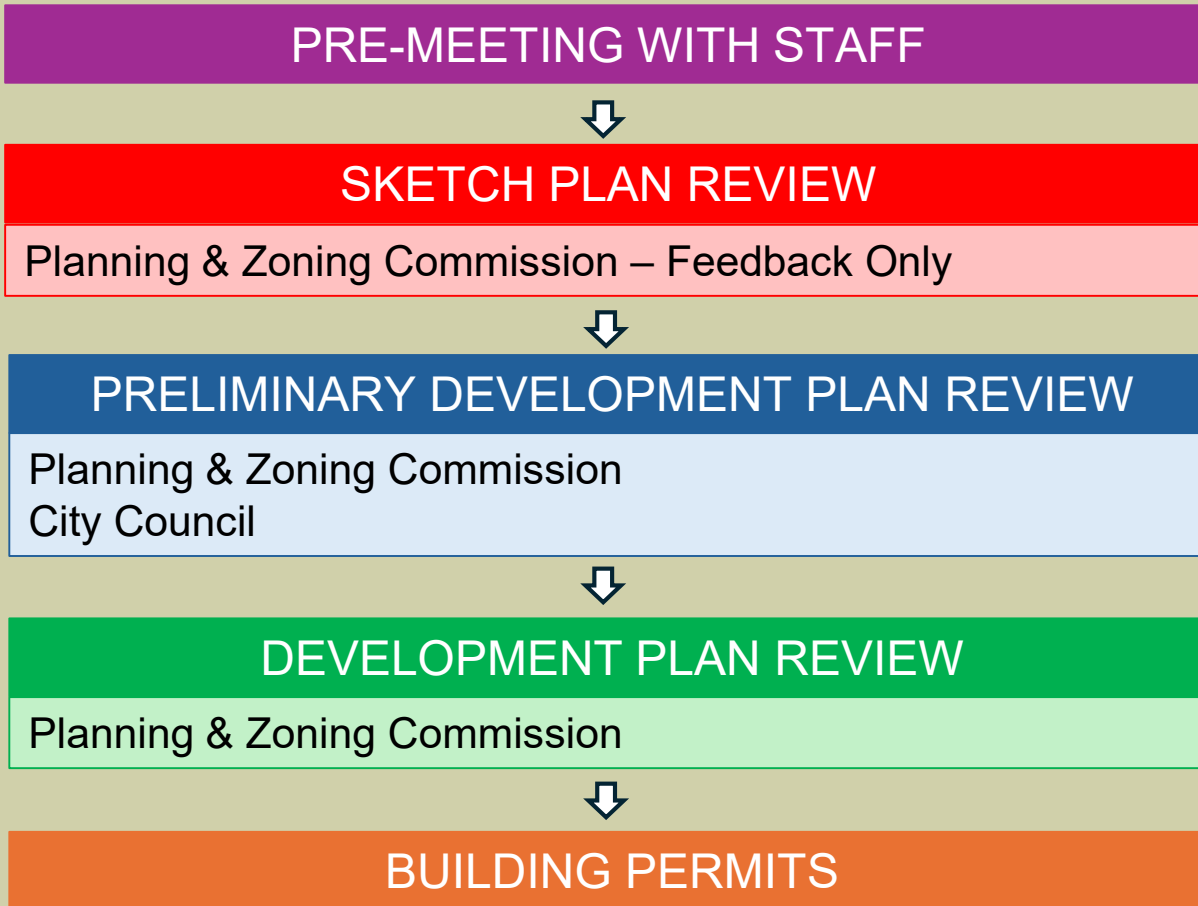 PRE-MEETING WITH STAFF
SKETCH PLAN REVIEW
Planning & Zoning Commission – Feedback Only
PRELIMINARY DEVELOPMENT PLAN REVIEW
Planning & Zoning Commission
City Council
DEVELOPMENT PLAN REVIEW
Planning & Zoning Commission
BUILDING PERMITS